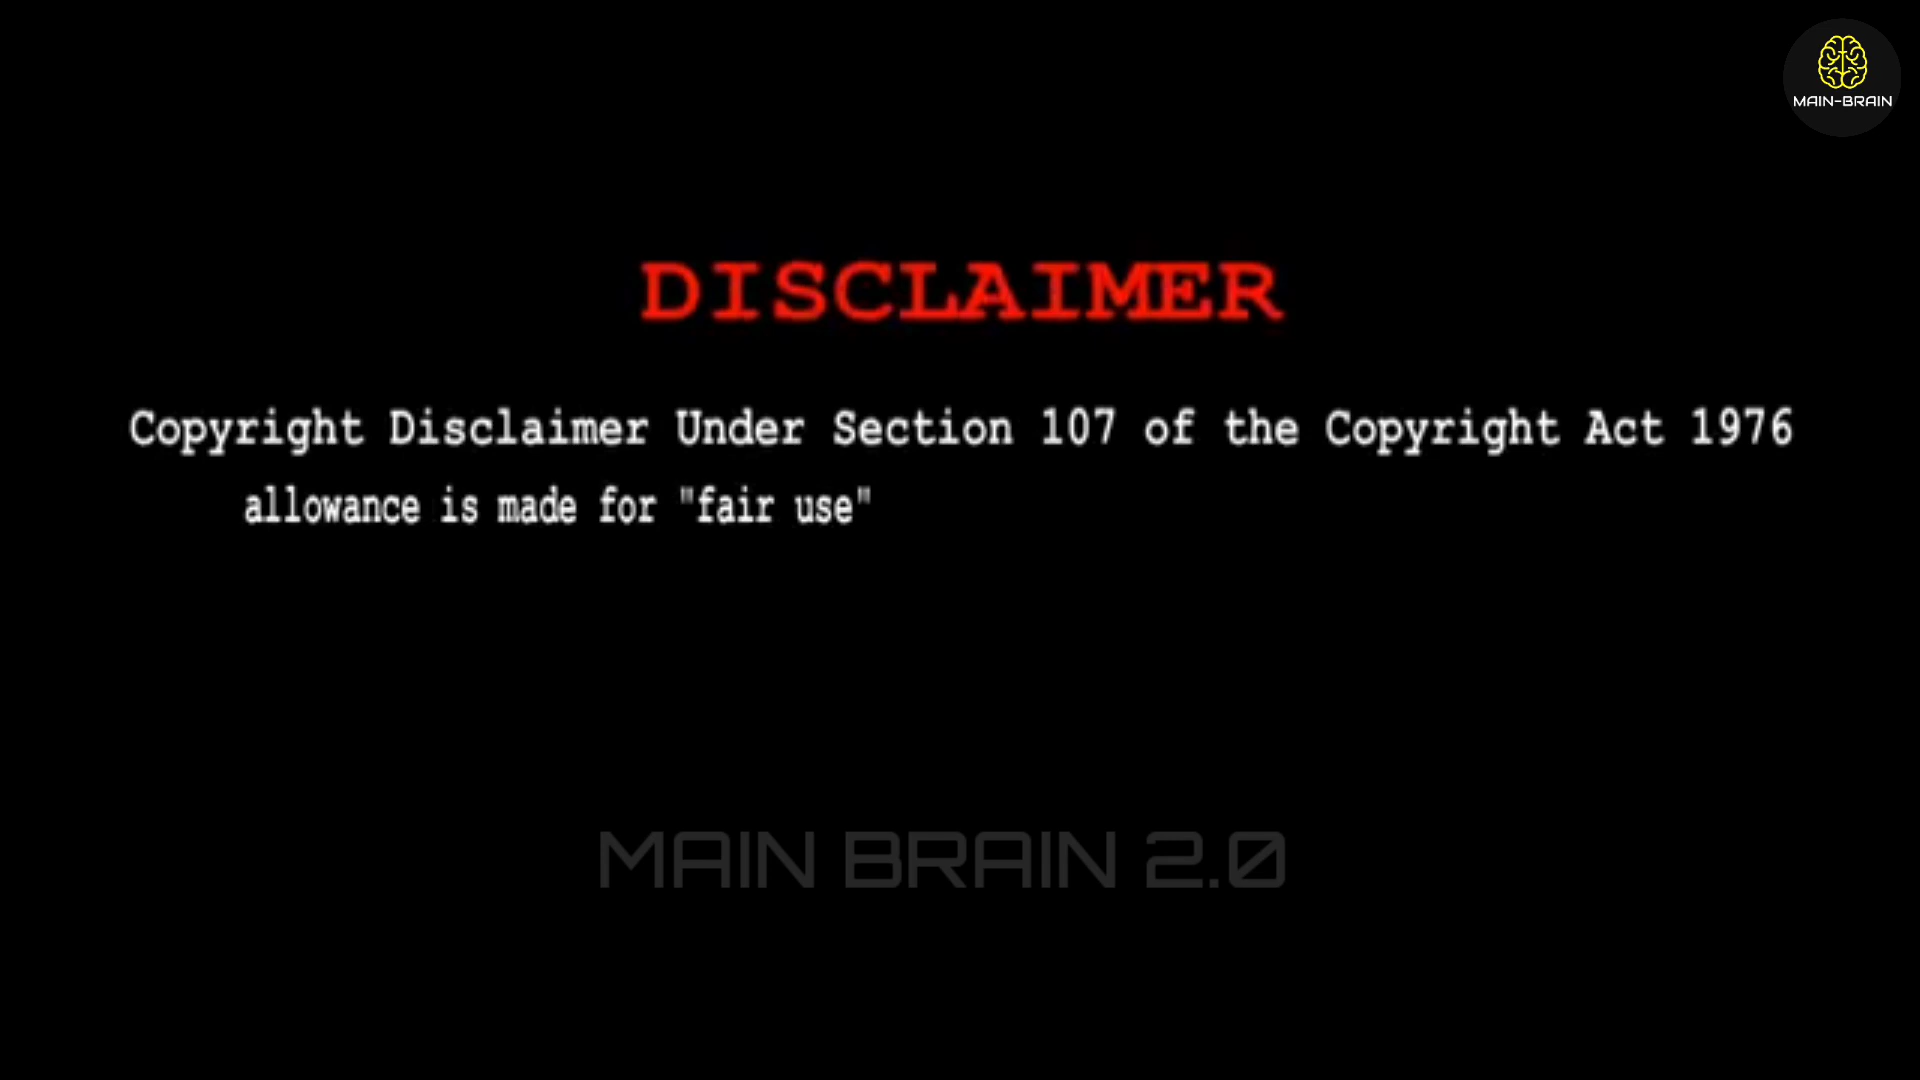 MAIN-BRAIN
DISCLAIMER
Copyright Disclaimer Under Section 107 of the Copyright Act 1976
allowance is made for "fair use"
MAIN BRAIN 2.0